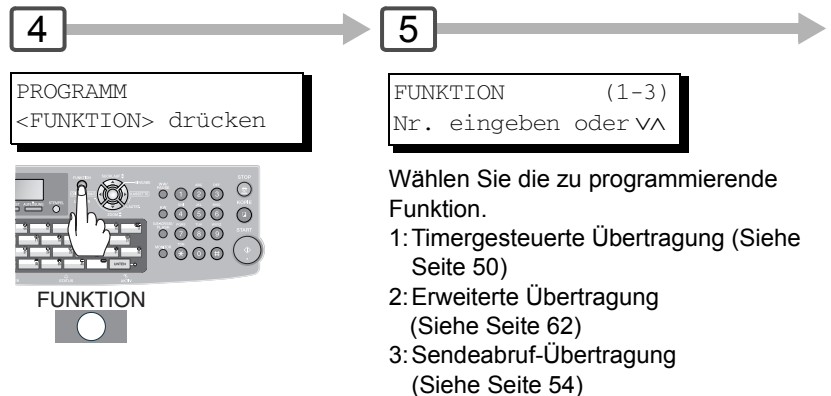 4
PROGRAMM
<FUNKTION> drücken
STOP
START
FUNKTION
5
FUNKTION (1-3)
Nr. eingeben oder ∨∧
Wählen Sie die zu programmierende
Funktion.
1: Timergesteuerte Übertragung (Siehe
Seite 50)
2: Erweiterte Übertragung
(Siehe Seite 62)
3: Sendeabruf-Übertragung
(Siehe Seite 54)